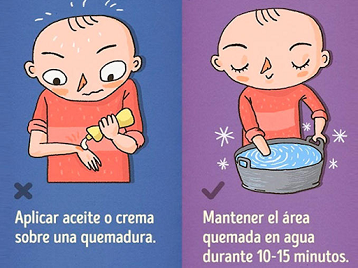 Aplicar aceite o crema
sobre una quemadura.
Mantener el área
quemada en agua
durante 10-15 minutos.